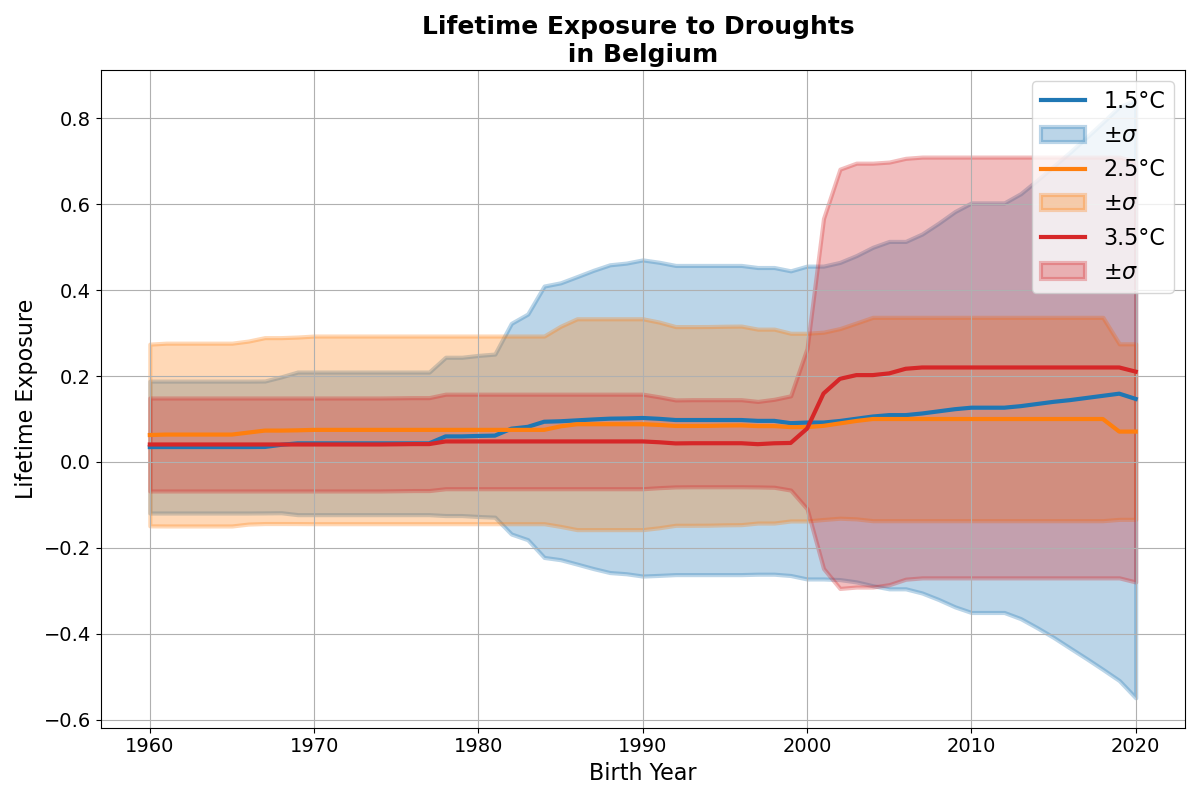 Lifetime Exposure to Droughts
in Belgium
Lifetime Exposure
0.8
0.6
0.4
0.2
0.0
−0.2
−0.4
−0.6
1.5°C
±σ
2.5°C
±σ
3.5°C
±σ
1960
1970
1980
1990
2000
2010
2020
Birth Year